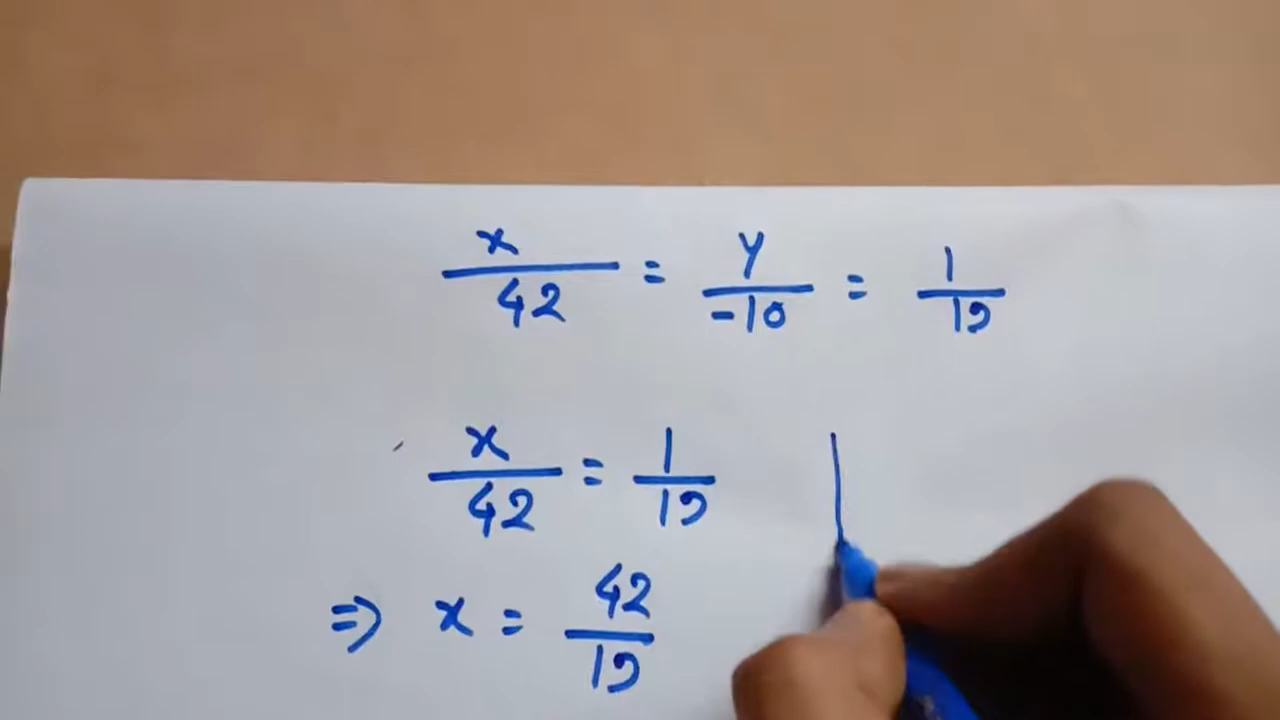 x/42 = y/-10 = 1/19
x/42 = 1/19
⇒ x = 42/19